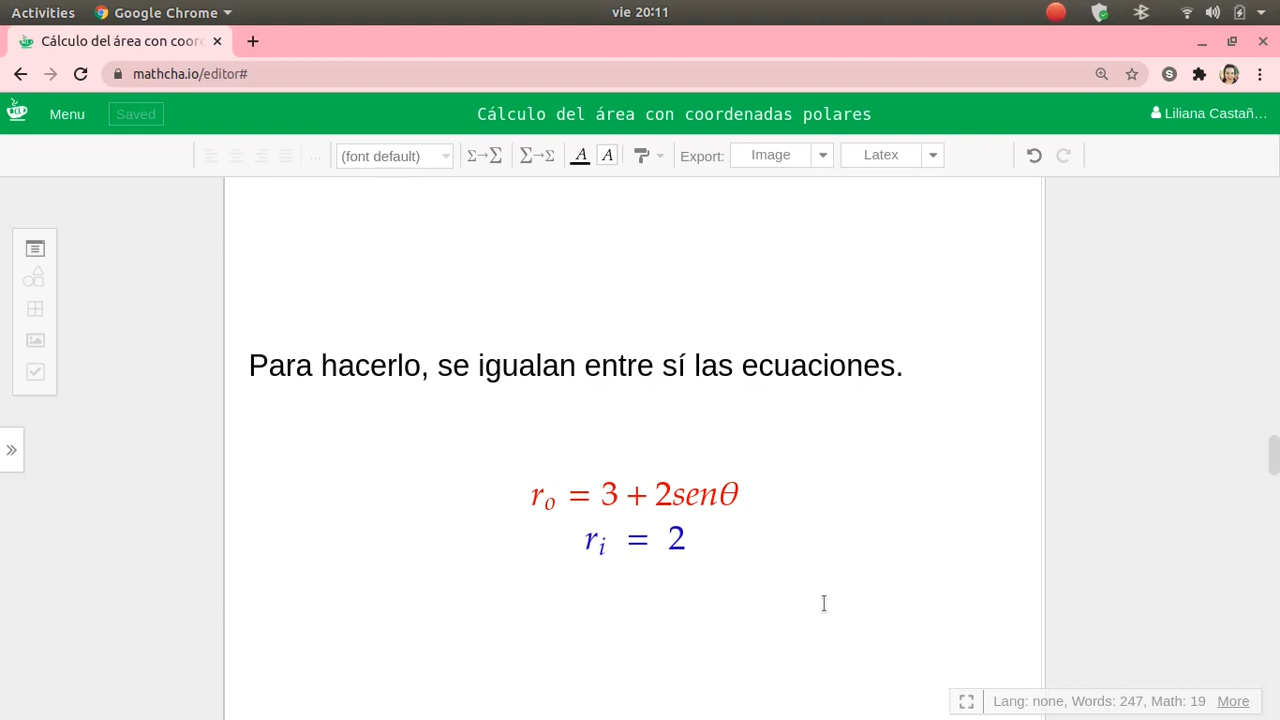 Activities Google Chrome vie 20:11
Cálculo del área con coor
mathcha.io/editor#
Menu Saved Cálculo del área con coordenadas polares Liliana Castañ…
... (font default) Σ→Σ Σ→Σ A A Export: Image Latex
Para hacerlo, se igualan entre sí las ecuaciones.
r_o = 3 + 2senθ
r_i = 2
Lang: none, Words: 247, Math: 19 More